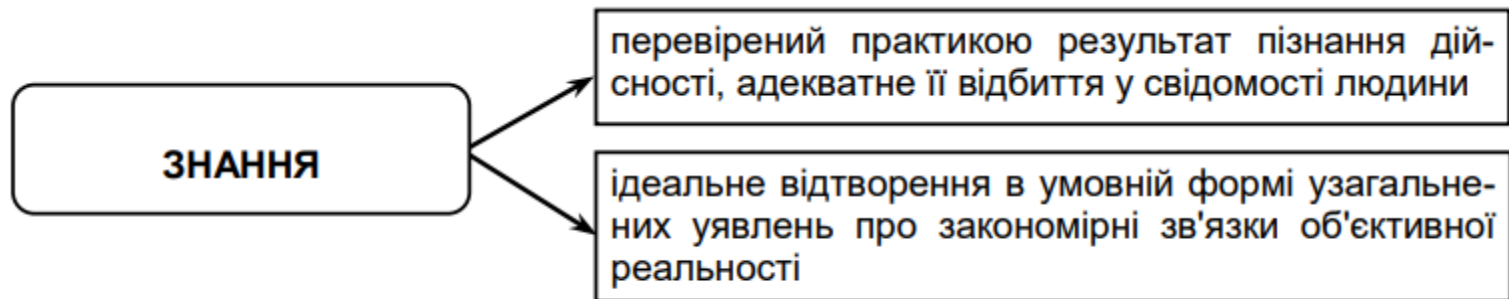 ЗНАННЯ
перевірений практикою результат пізнання дій-
сності, адекватне її відбиття у свідомості людини
ідеальне відтворення в умовній формі узагальне-
них уявлень про закономірні зв'язки об'єктивної
реальності